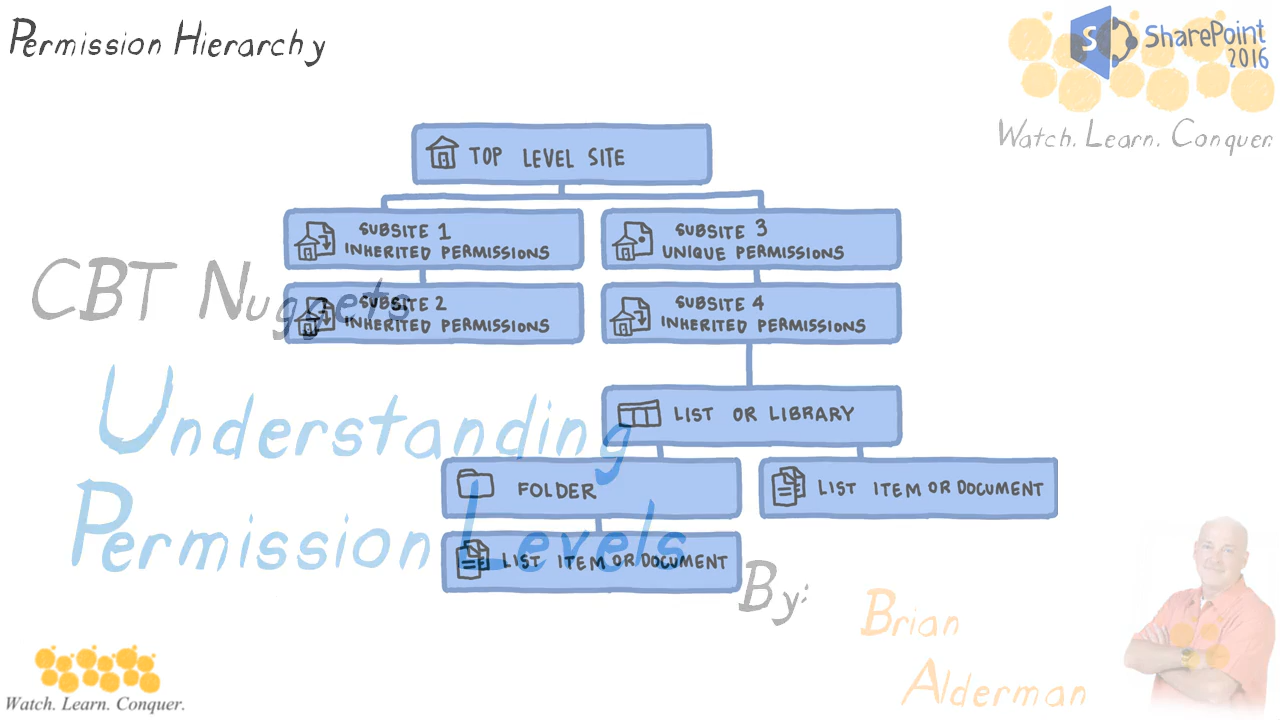 Permission Hierarchy
S SharePoint
2016
Watch. Learn. Conquer.
TOP LEVEL SITE
SUBSITE 1
INHERITED PERMISSIONS
SUBSITE 3
UNIQUE PERMISSIONS
CBT Nuggets
SUBSITE 2
INHERITED PERMISSIONS
SUBSITE 4
INHERITED PERMISSIONS
Understanding
LIST OR LIBRARY
FOLDER
LIST ITEM OR DOCUMENT
Permission Levels
LIST ITEM OR DOCUMENT
By:
Brian
Alderman
Watch. Learn. Conquer.